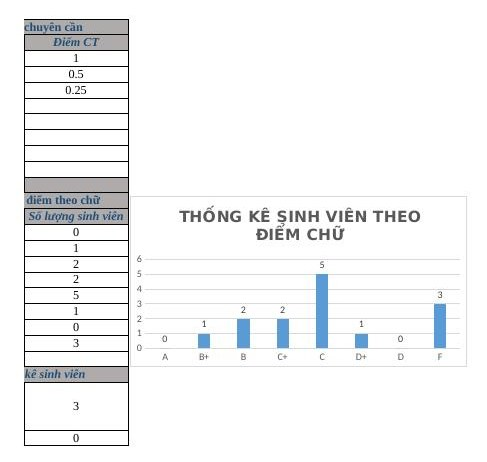 chuyên cần
Điểm CT
1
0.5
0.25
điểm theo chữ
Số lượng sinh viên
0
1
2
2
5
1
0
3
kê sinh viên
3
0
THỐNG KÊ SINH VIÊN THEO
ĐIỂM CHỮ
6
5
4
3
2
1
0
0
1
2
2
5
1
0
3
A
B+
B
C+
C
D+
D
F